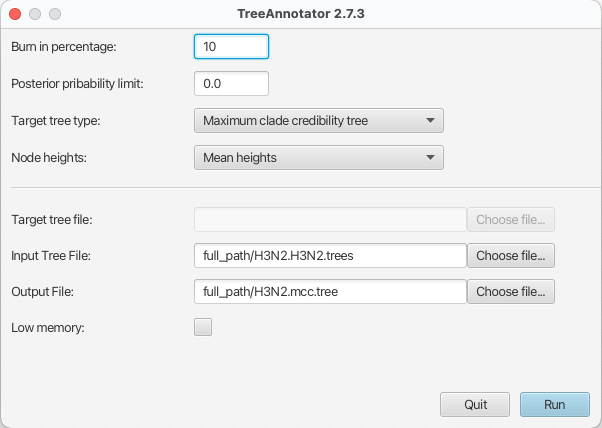 TreeAnnotator 2.7.3
Burn in percentage: 10
Posterior pribability limit: 0.0
Target tree type: Maximum clade credibility tree
Node heights: Mean heights
Target tree file: Choose file...
Input Tree File: full_path/H3N2.H3N2.trees Choose file...
Output File: full_path/H3N2.mcc.tree Choose file...
Low memory:
Quit Run